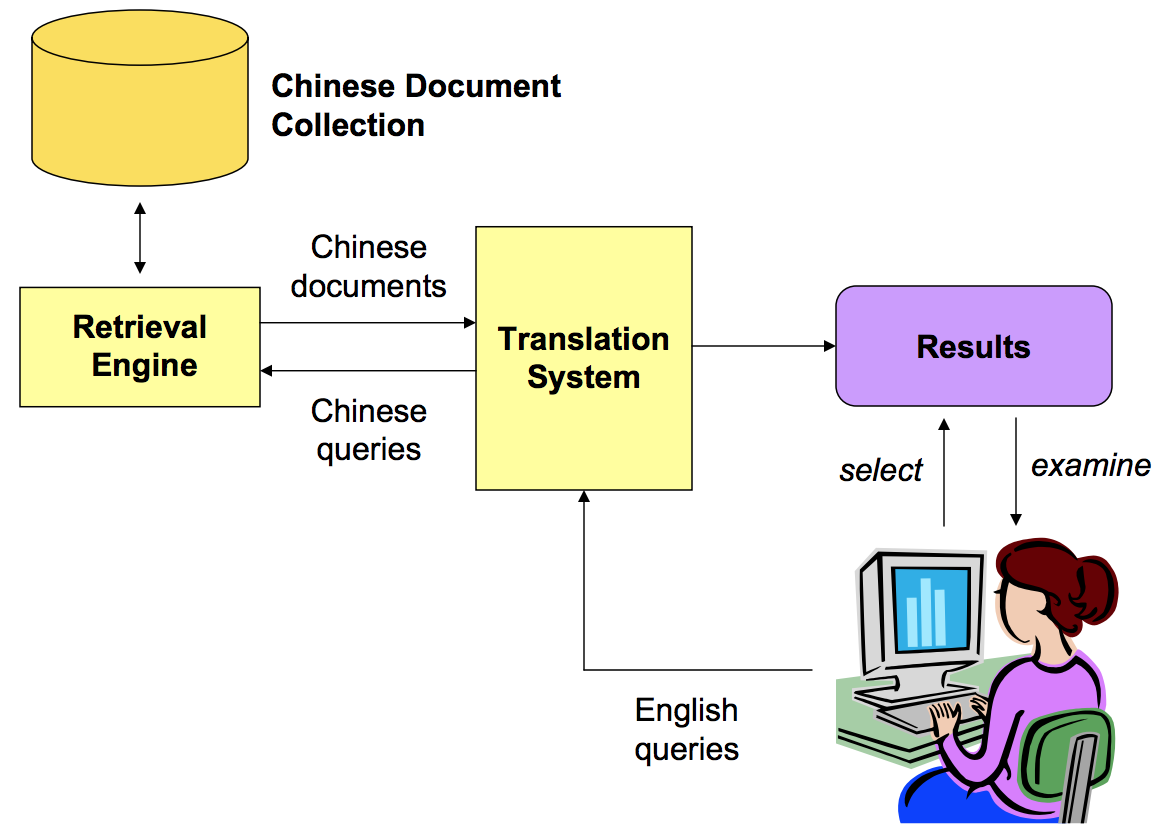 Chinese Document
Collection
Chinese
documents
Retrieval
Engine
Translation
System
Results
Chinese
queries
select
examine
English
queries